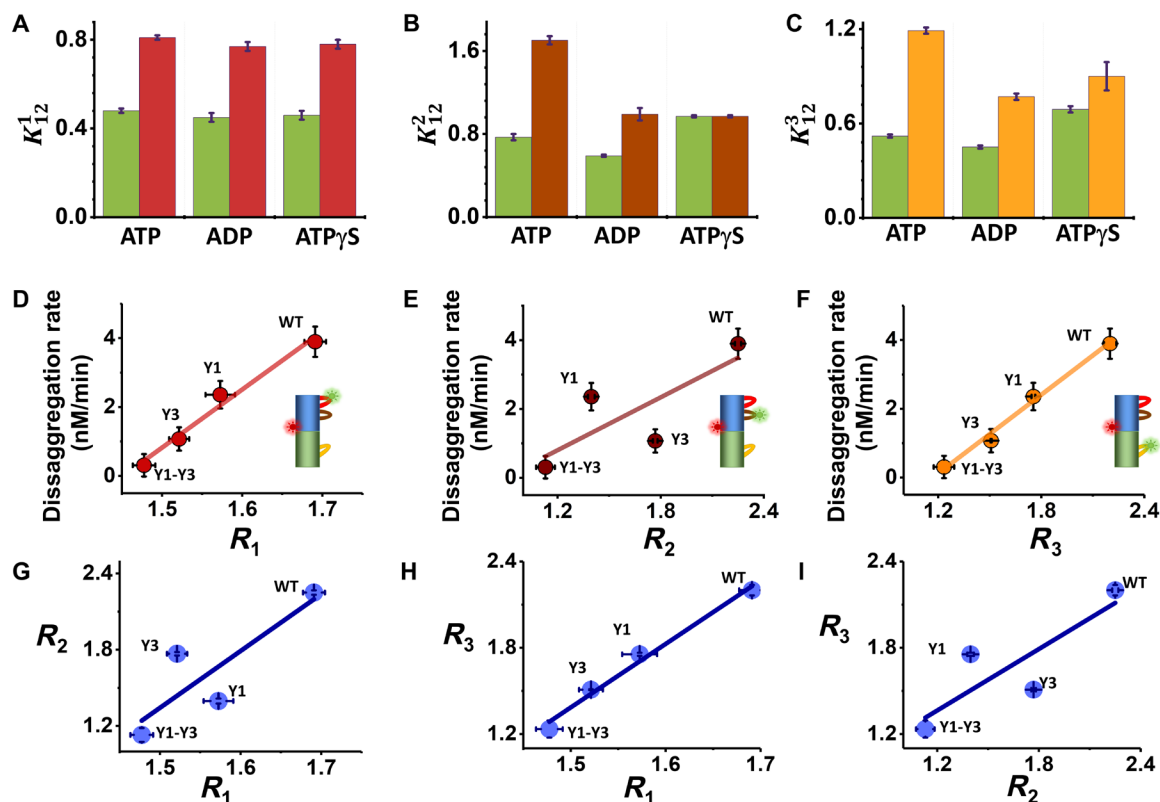 A
K¹₁₂
0.8
0.4
0.0
ATP
ADP
ATPγS
B
K²₁₂
1.6
0.8
0.0
ATP
ADP
ATPγS
C
K³₁₂
1.2
0.6
0.0
ATP
ADP
ATPγS
D
Dissaggregation rate
(nM/min)
4
2
0
WT
Y1
Y3
Y1-Y3
1.5
1.6
1.7
R₁
E
Dissaggregation rate
(nM/min)
4
2
0
WT
Y1
Y3
Y1-Y3
1.2
1.8
2.4
R₂
F
Dissaggregation rate
(nM/min)
4
2
0
WT
Y1
Y3
Y1-Y3
1.2
1.8
2.4
R₃
G
R₂
2.4
1.8
1.2
WT
Y3
Y1
Y1-Y3
1.5
1.6
1.7
R₁
H
R₃
2.4
1.8
1.2
WT
Y1
Y3
Y1-Y3
1.5
1.6
1.7
R₁
I
R₃
2.4
1.8
1.2
WT
Y1
Y3
Y1-Y3
1.2
1.8
2.4
R₂